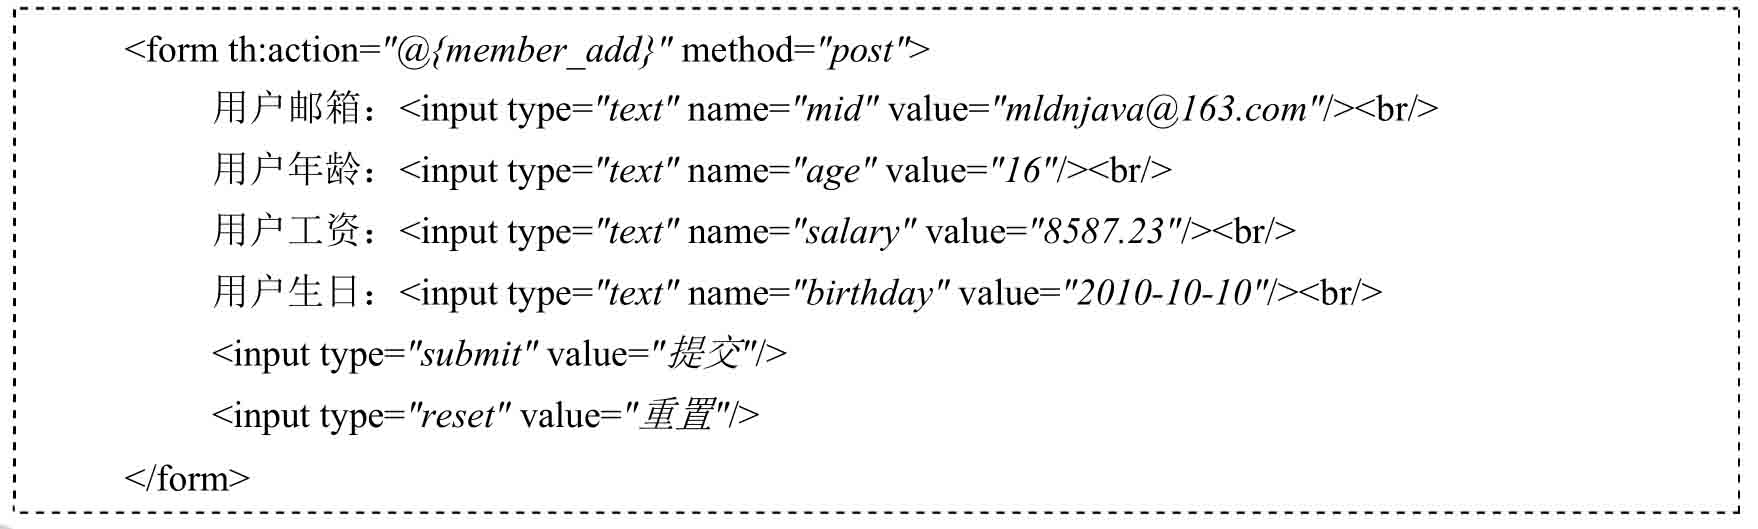 <form th:action="@{member_add}" method="post">
用户邮箱：<input type="text" name="mid" value="mldnjava@163.com"/><br/>
用户年龄：<input type="text" name="age" value="16"/><br/>
用户工资：<input type="text" name="salary" value="8587.23"/><br/>
用户生日：<input type="text" name="birthday" value="2010-10-10"/><br/>
<input type="submit" value="提交"/>
<input type="reset" value="重置"/>
</form>